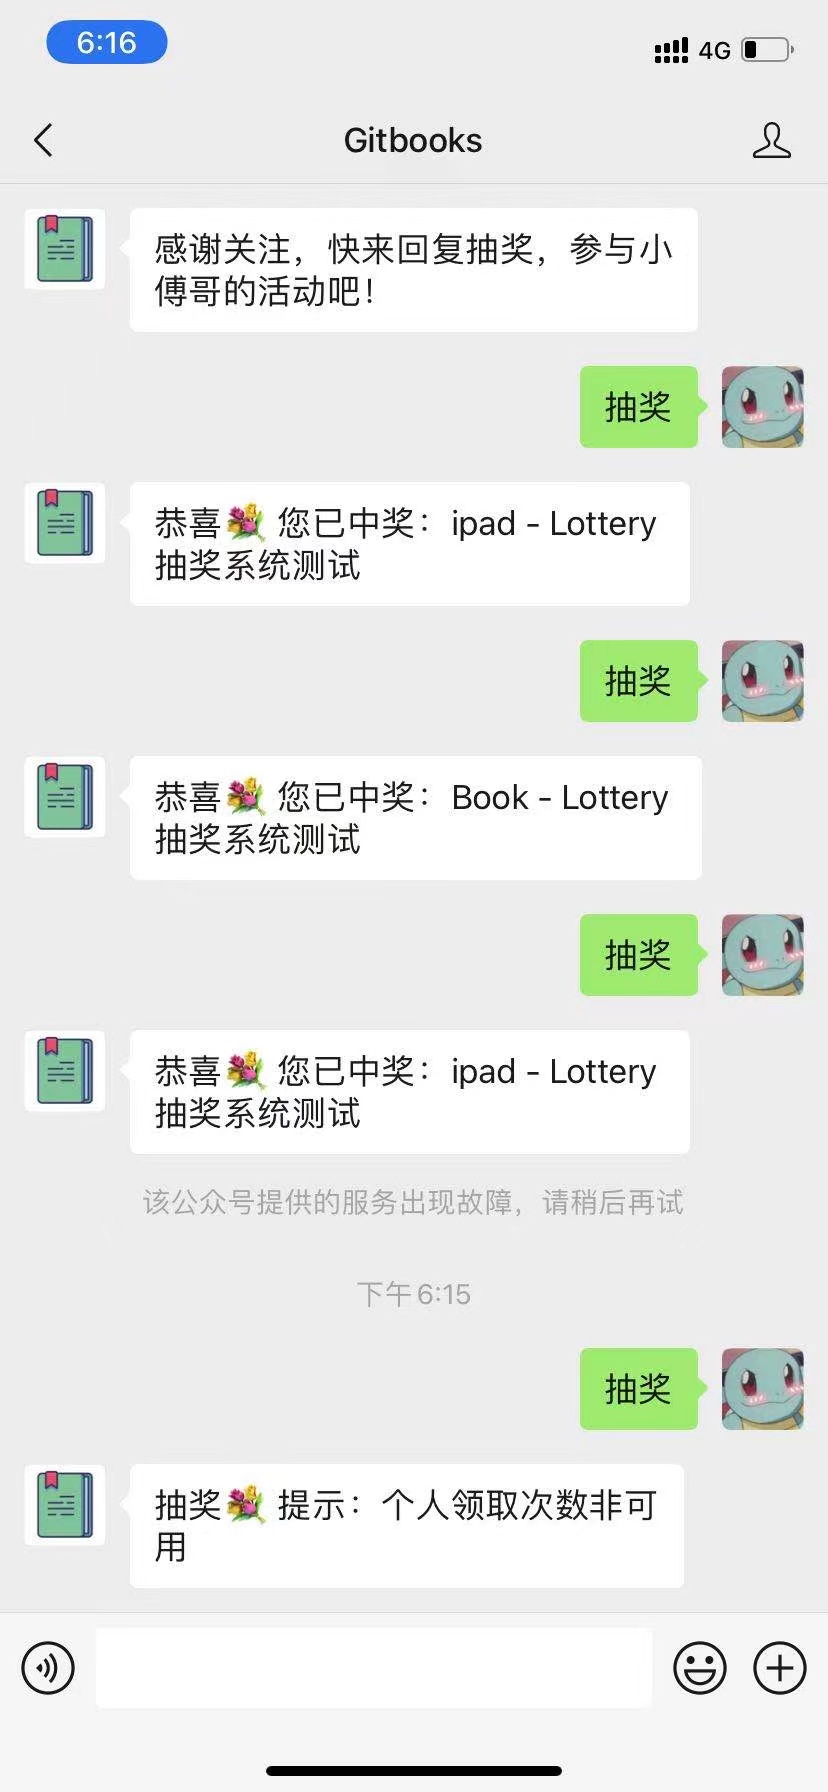 6:16
4G
Gitbooks
感谢关注，快来回复抽奖，参与小
傅哥的活动吧！
抽奖
恭喜💐 您已中奖：ipad - Lottery
抽奖系统测试
抽奖
恭喜💐 您已中奖：Book - Lottery
抽奖系统测试
抽奖
恭喜💐 您已中奖：ipad - Lottery
抽奖系统测试
该公众号提供的服务出现故障，请稍后再试
下午6:15
抽奖
抽奖💐 提示：个人领取次数非可
用